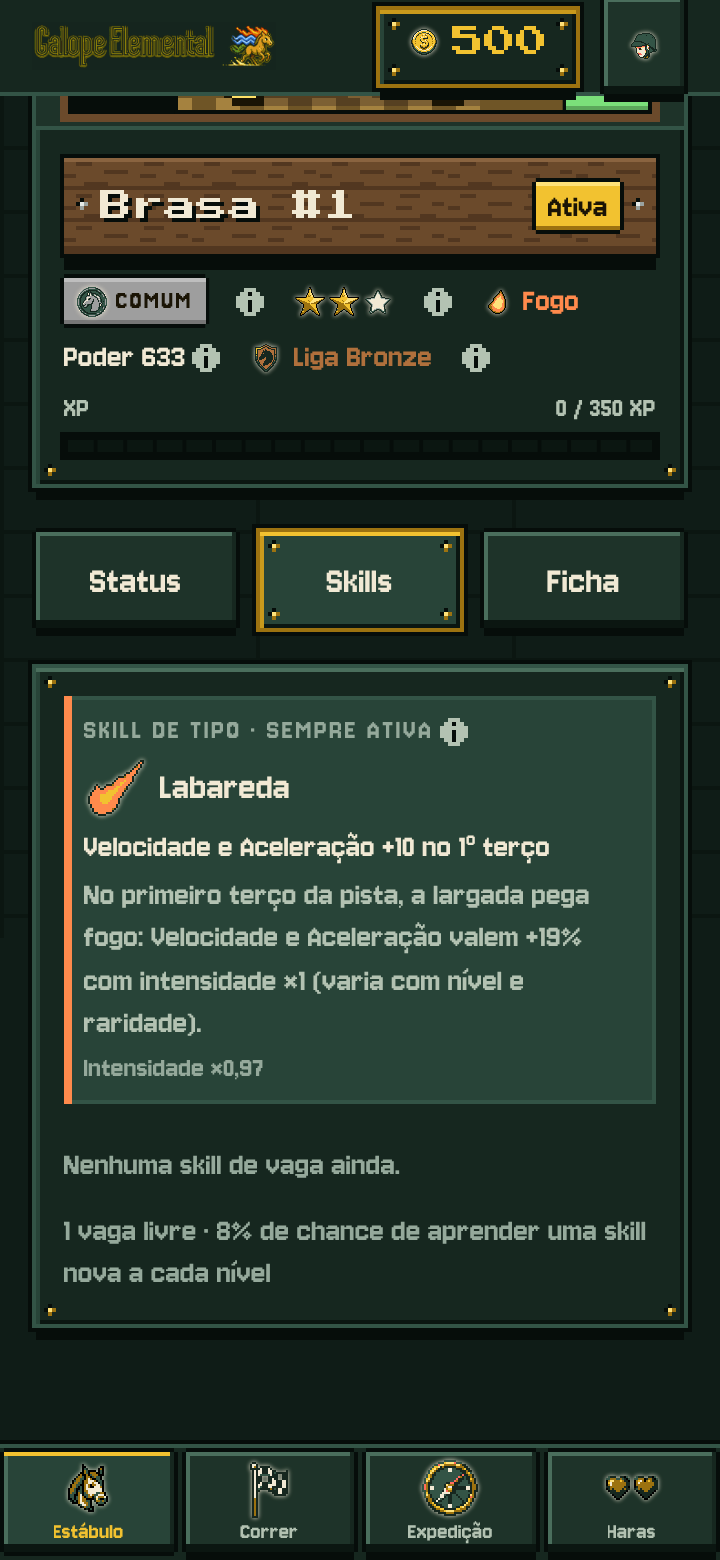 Galope Elemental
500
Brasa #1
Ativa
COMUM
Fogo
Poder 633
Liga Bronze
XP
0 / 350 XP
Status
Skills
Ficha
SKILL DE TIPO · SEMPRE ATIVA
Labareda
Velocidade e Aceleração +10 no 1º terço
No primeiro terço da pista, a largada pega
fogo: Velocidade e Aceleração valem +19%
com intensidade ×1 (varia com nível e
raridade).
Intensidade ×0,97
Nenhuma skill de vaga ainda.
1 vaga livre · 8% de chance de aprender uma skill
nova a cada nível
Estábulo
Correr
Expedição
Haras